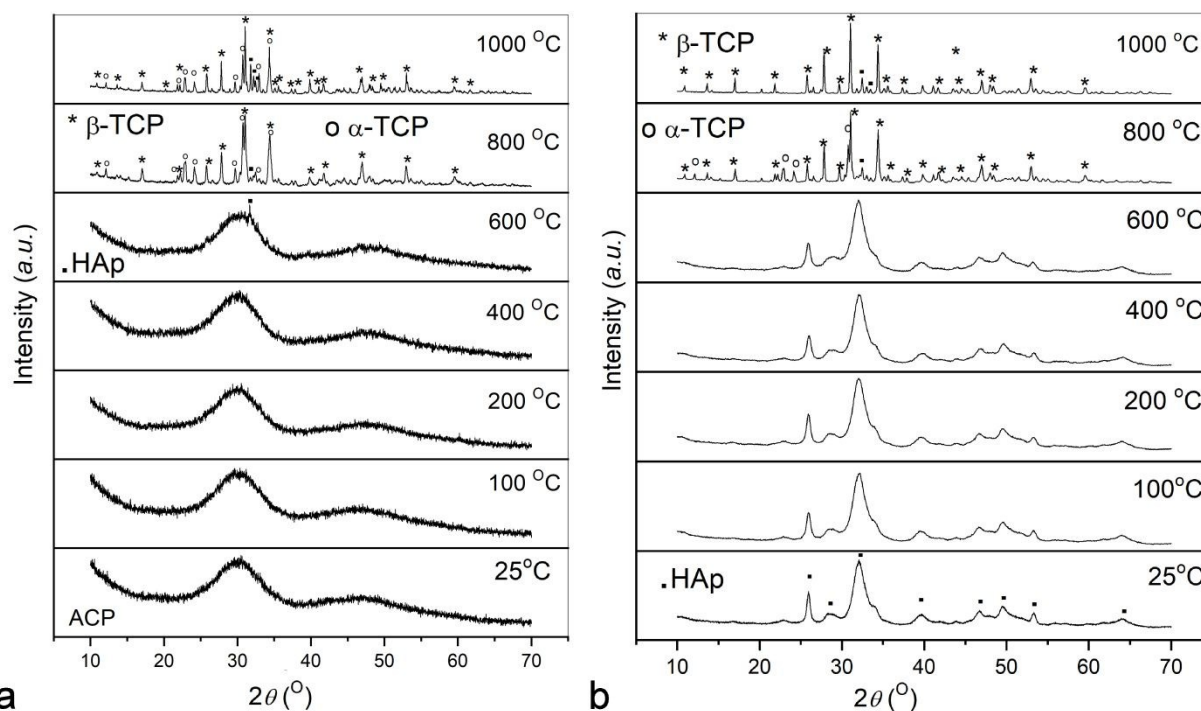 1000 °C
* β-TCP
o α-TCP
800 °C
600 °C
.HAp
400 °C
200 °C
100 °C
25°C
ACP
Intensity (a.u.)
10 20 30 40 50 60 70
2θ (°)
a
* β-TCP
1000 °C
o α-TCP
800 °C
600 °C
400 °C
200 °C
100°C
.HAp
25°C
Intensity (a.u.)
10 20 30 40 50 60 70
2θ (°)
b